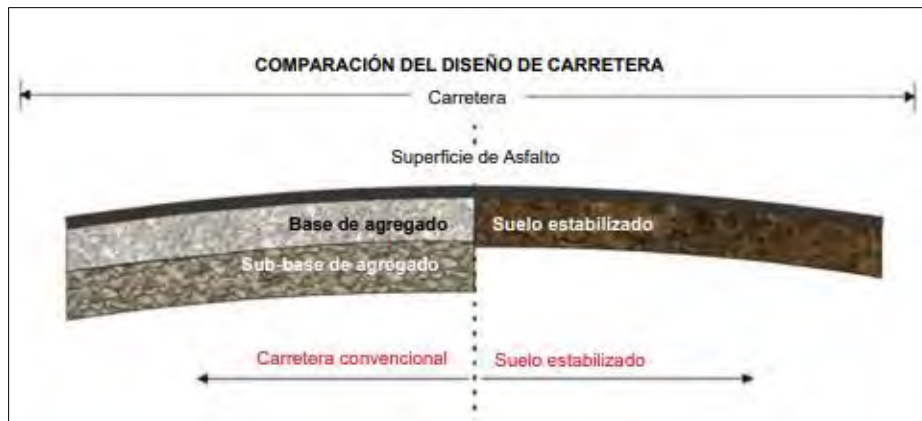 COMPARACIÓN DEL DISEÑO DE CARRETERA
Carretera
Superficie de Asfalto
Base de agregado
Suelo estabilizado
Sub-base de agregado
Carretera convencional
Suelo estabilizado